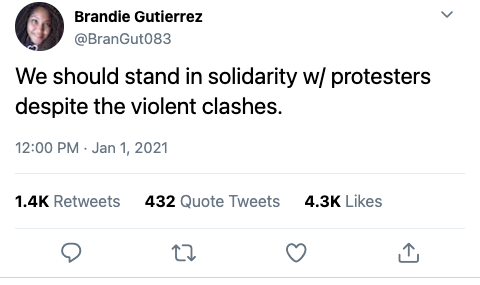 Brandie Gutierrez
@BranGut083
We should stand in solidarity w/ protesters
despite the violent clashes.
12:00 PM · Jan 1, 2021
1.4K Retweets 432 Quote Tweets 4.3K Likes